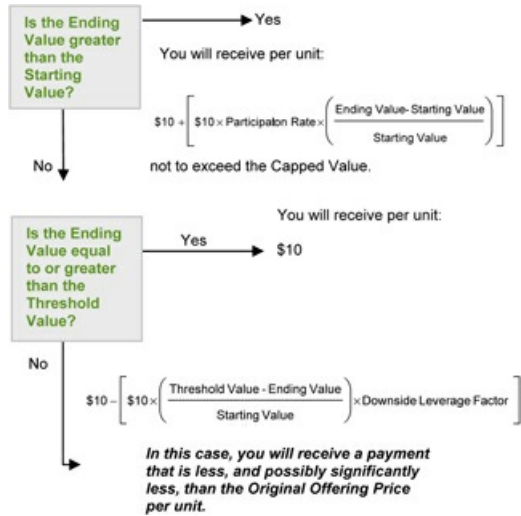 Is the Ending
Value greater
than the
Starting
Value?
Yes
You will receive per unit:
$10 + [ $10 × Participaton Rate × ( Ending Value - Starting Value / Starting Value ) ]
not to exceed the Capped Value.
No
Is the Ending
Value equal
to or greater
than the
Threshold
Value?
Yes
You will receive per unit:
$10
No
$10 − [ $10 × ( Threshold Value - Ending Value / Starting Value ) × Downside Leverage Factor ]
In this case, you will receive a payment
that is less, and possibly significantly
less, than the Original Offering Price
per unit.